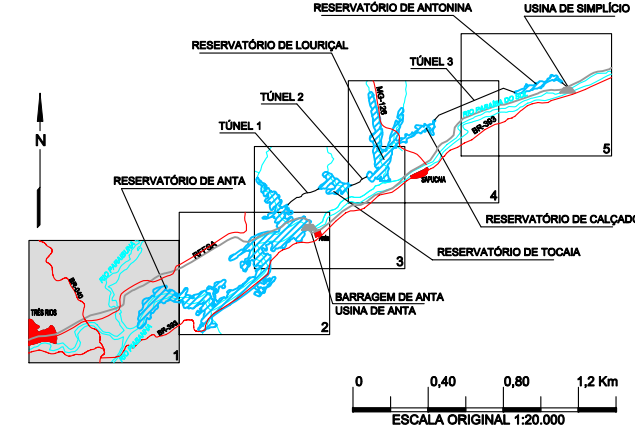 RESERVATÓRIO DE ANTONINA
USINA DE SIMPLÍCIO
RESERVATÓRIO DE LOURIÇAL
TÚNEL 3
MG-126
TÚNEL 2
TÚNEL 1
RIO PARAÍBA DO
BR-393
5
N
SAPUCAIA
4
RESERVATÓRIO DE ANTA
RESERVATÓRIO DE CALÇADO
RFFSA
3
RESERVATÓRIO DE TOCAIA
BR-040
BARRAGEM DE ANTA
USINA DE ANTA
TRÊS RIOS
BR-393
2
1
0 0,40 0,80 1,2 Km
ESCALA ORIGINAL 1:20.000